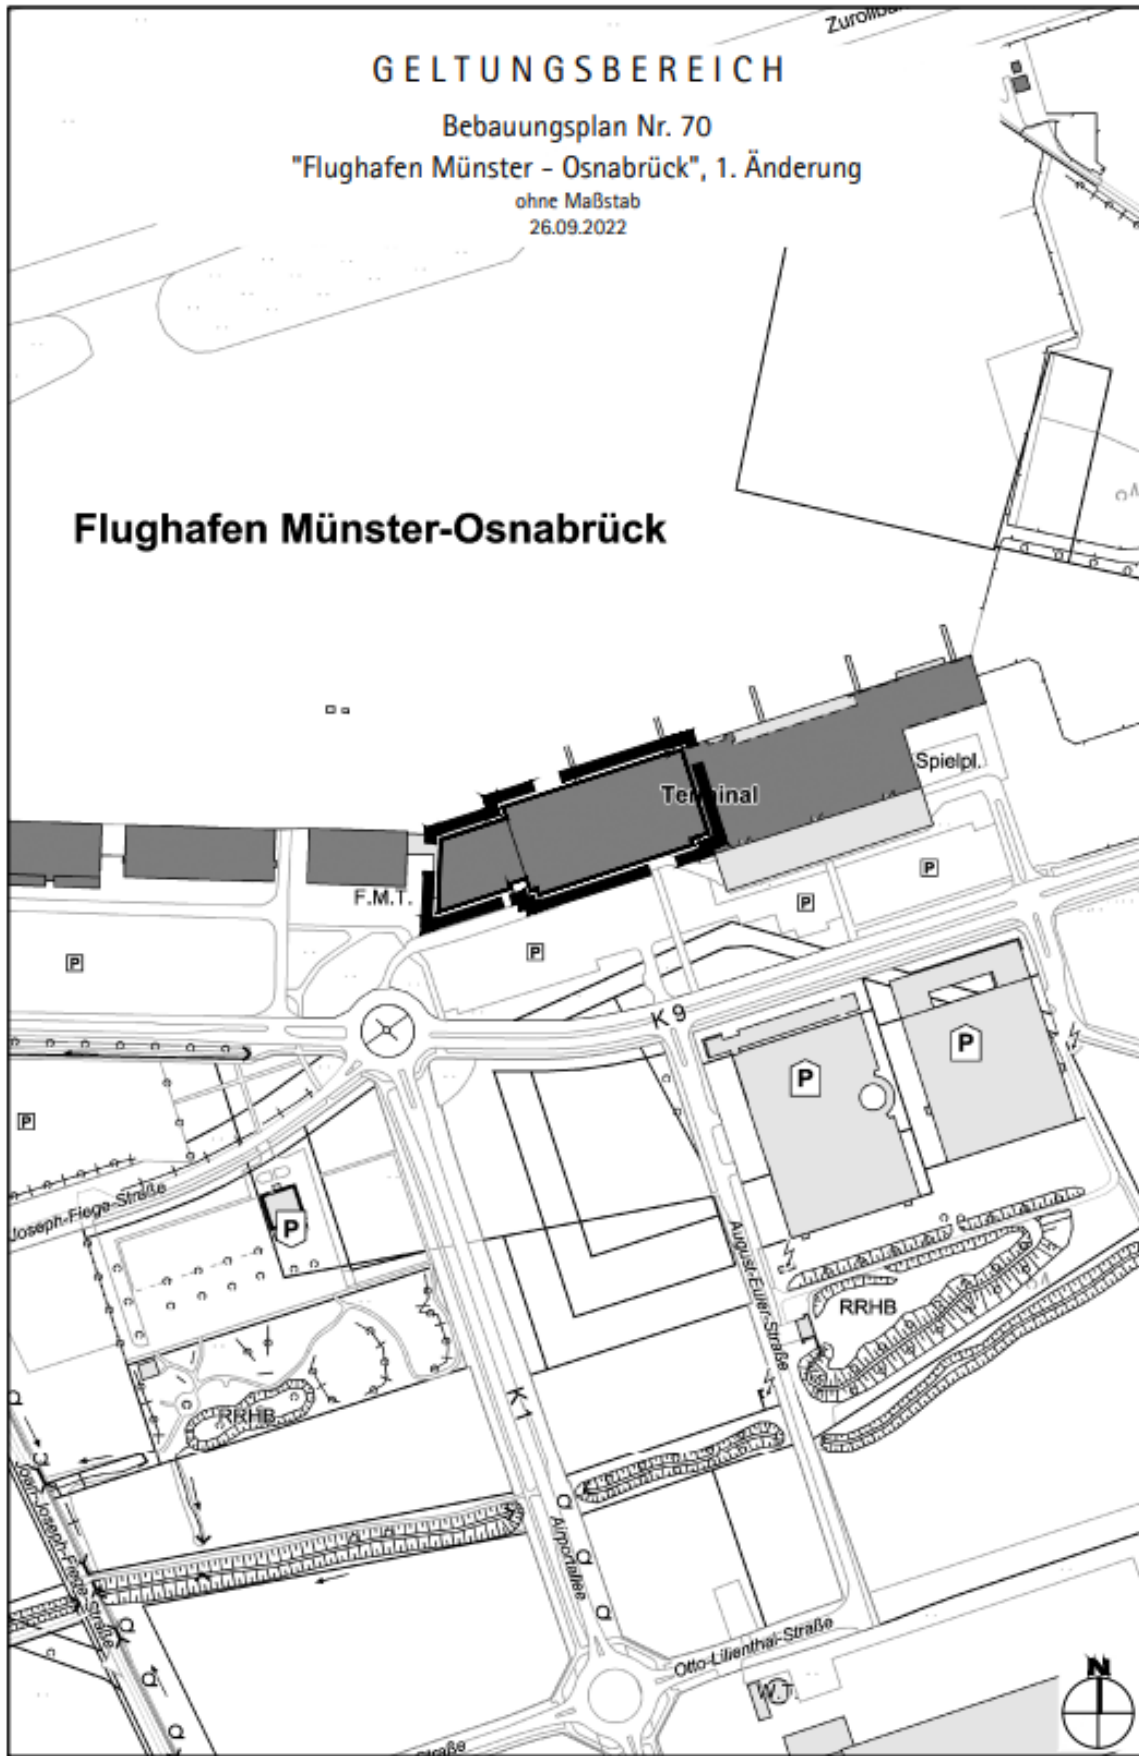 GELTUNGSBEREICH
Bebauungsplan Nr. 70
"Flughafen Münster - Osnabrück", 1. Änderung
ohne Maßstab
26.09.2022
Flughafen Münster-Osnabrück
Spielpl.
Terminal
F.M.T.
P
P
P
P
K 9
P
P
P
Joseph-Fiege-Straße
P
August-Euler-Straße
RRHB
K 1
RRHB
Airportallee
Otto-Lilienthal-Straße
N